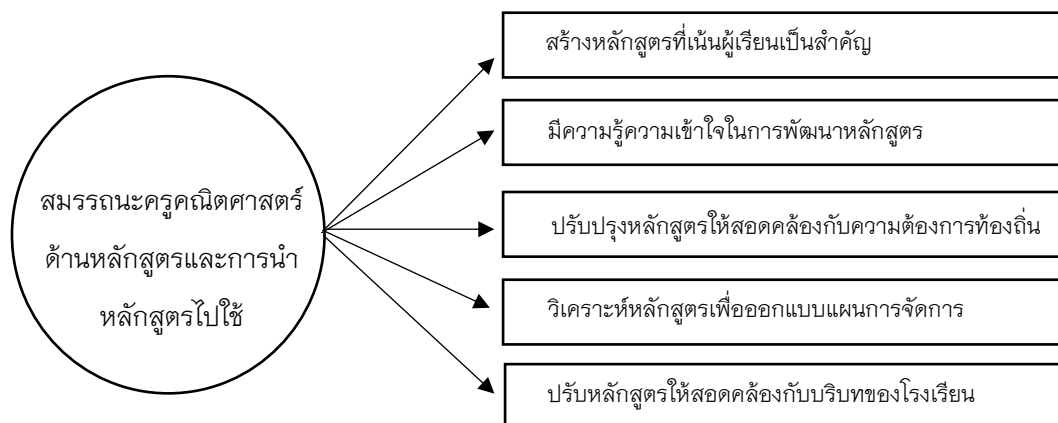 สมรรถนะครูคณิตศาสตร์
ด้านหลักสูตรและการนำ
หลักสูตรไปใช้
สร้างหลักสูตรที่เน้นผู้เรียนเป็นสำคัญ
มีความรู้ความเข้าใจในการพัฒนาหลักสูตร
ปรับปรุงหลักสูตรให้สอดคล้องกับความต้องการท้องถิ่น
วิเคราะห์หลักสูตรเพื่อออกแบบแผนการจัดการ
ปรับหลักสูตรให้สอดคล้องกับบริบทของโรงเรียน